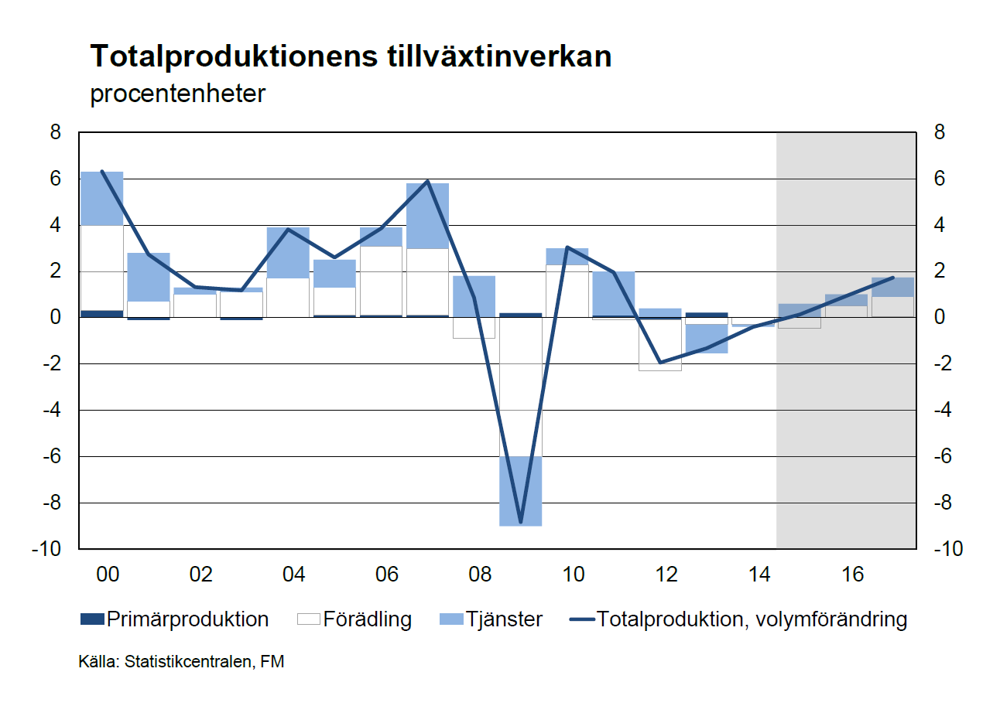 Totalproduktionens tillväxtinverkan
procentenheter
8 8
6 6
4 4
2 2
0 0
-2 -2
-4 -4
-6 -6
-8 -8
-10 -10
00 02 04 06 08 10 12 14 16
Primärproduktion Förädling Tjänster Totalproduktion, volymförändring
Källa: Statistikcentralen, FM